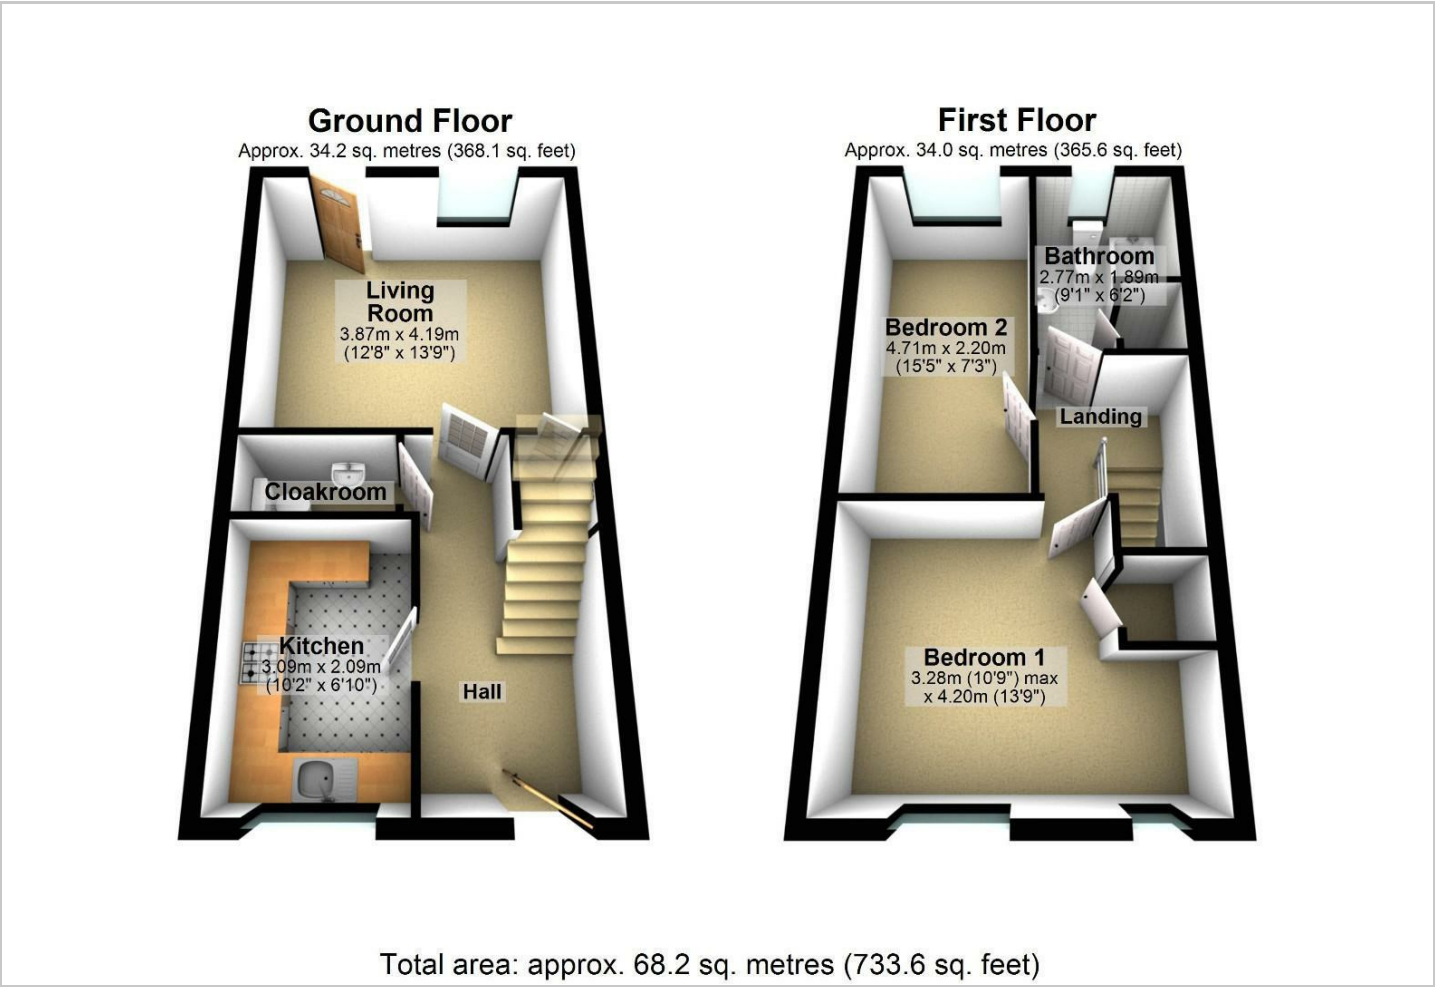 Ground Floor
Approx. 34.2 sq. metres (368.1 sq. feet)
Living
Room
3.87m x 4.19m
(12'8" x 13'9")
Cloakroom
Kitchen
3.09m x 2.09m
(10'2" x 6'10")
Hall
First Floor
Approx. 34.0 sq. metres (365.6 sq. feet)
Bathroom
2.77m x 1.89m
(9'1" x 6'2")
Bedroom 2
4.71m x 2.20m
(15'5" x 7'3")
Landing
Bedroom 1
3.28m (10'9") max
x 4.20m (13'9")
Total area: approx. 68.2 sq. metres (733.6 sq. feet)